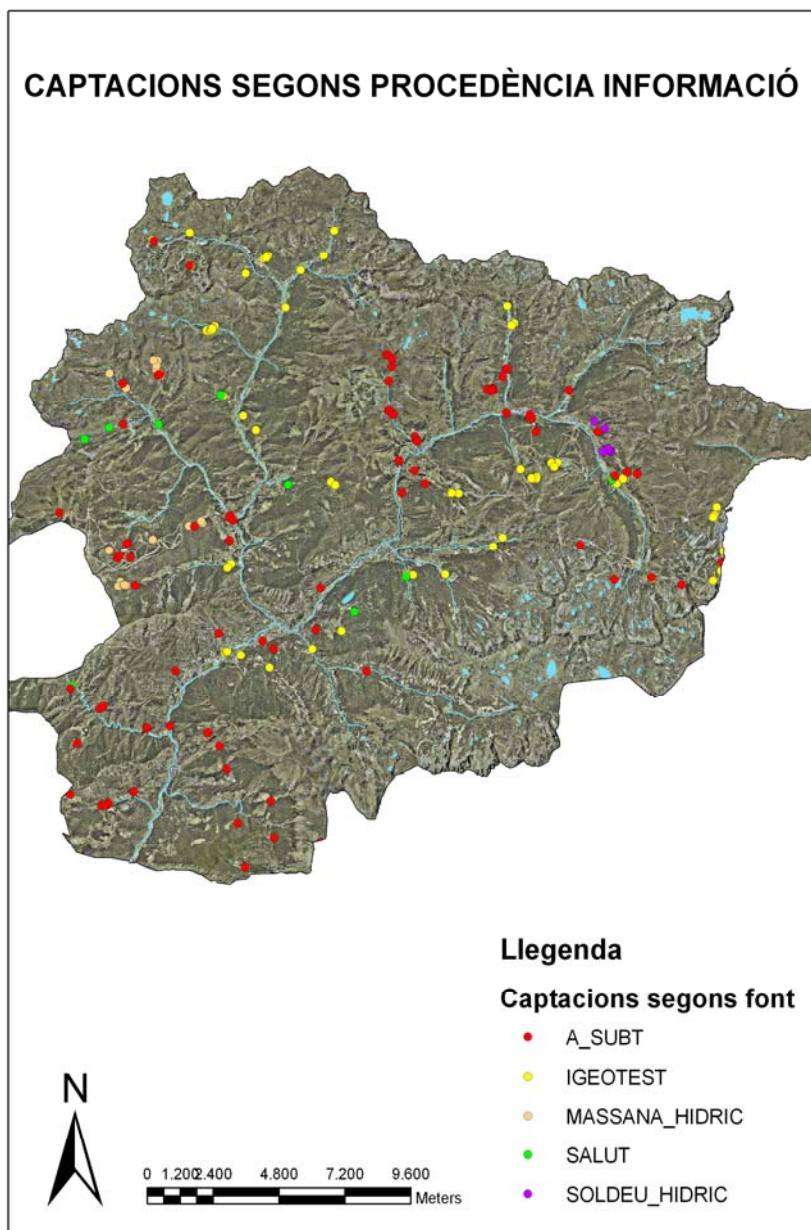 CAPTACIONS SEGONS PROCEDÈNCIA INFORMACIÓ
Llegenda
Captacions segons font
A_SUBT
IGEOTEST
MASSANA_HIDRIC
SALUT
SOLDEU_HIDRIC
N
0 1.200 2.400 4.800 7.200 9.600
Meters